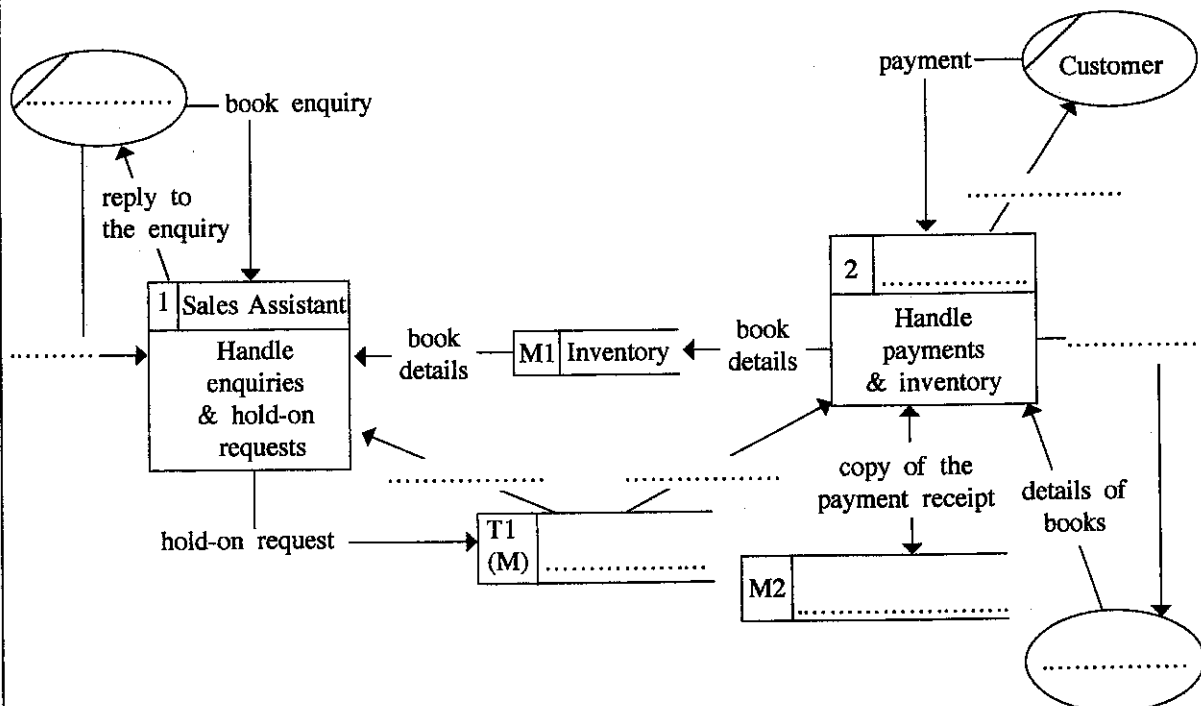 payment
Customer
book enquiry
reply to
the enquiry
1 Sales Assistant
Handle
enquiries
& hold-on
requests
book
details
M1 Inventory
book
details
2
Handle
payments
& inventory
copy of the
payment receipt
details of
books
hold-on request
T1
(M)
M2